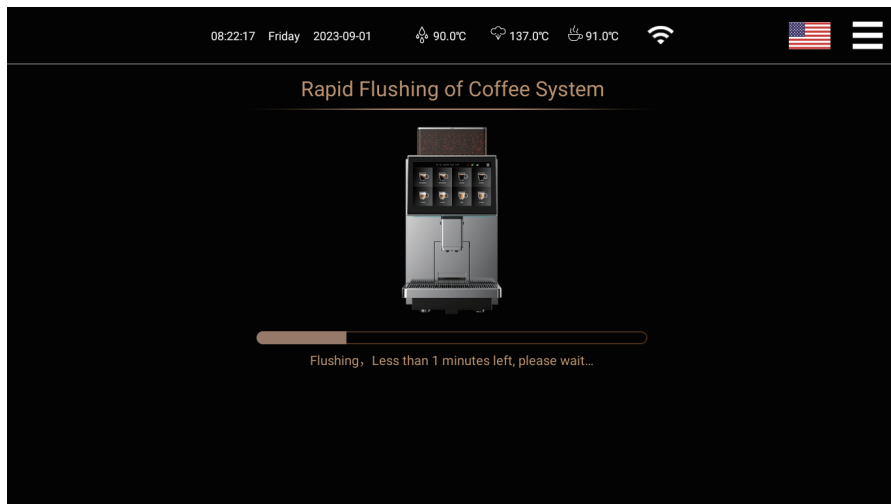 08:22:17 Friday 2023-09-01 90.0℃ 137.0℃ 91.0℃
Rapid Flushing of Coffee System
Flushing，Less than 1 minutes left, please wait...